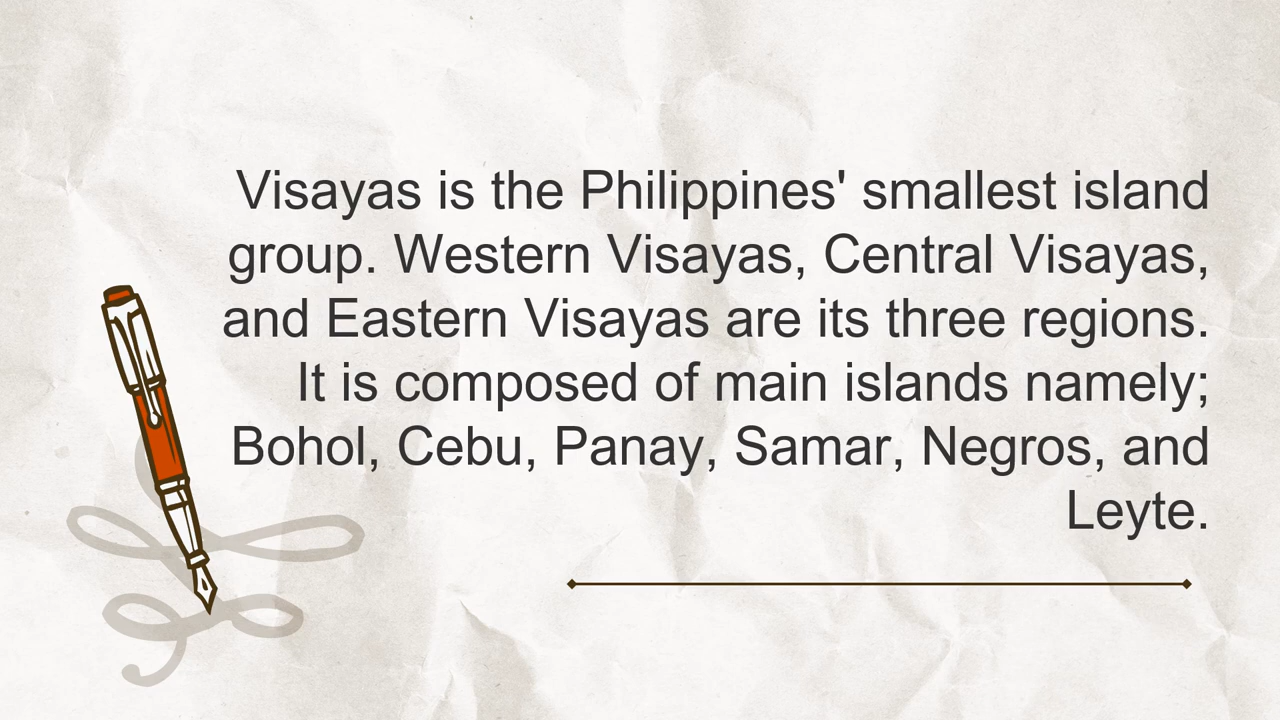 Visayas is the Philippines' smallest island
group. Western Visayas, Central Visayas,
and Eastern Visayas are its three regions.
It is composed of main islands namely;
Bohol, Cebu, Panay, Samar, Negros, and
Leyte.